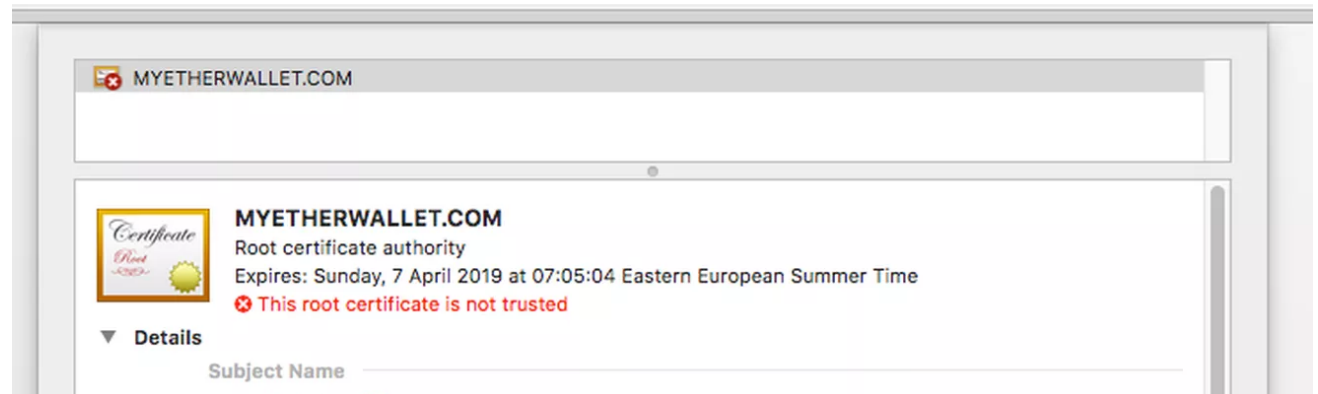 MYETHERWALLET.COM
Certificate
Root
MYETHERWALLET.COM
Root certificate authority
Expires: Sunday, 7 April 2019 at 07:05:04 Eastern European Summer Time
This root certificate is not trusted
Details
Subject Name